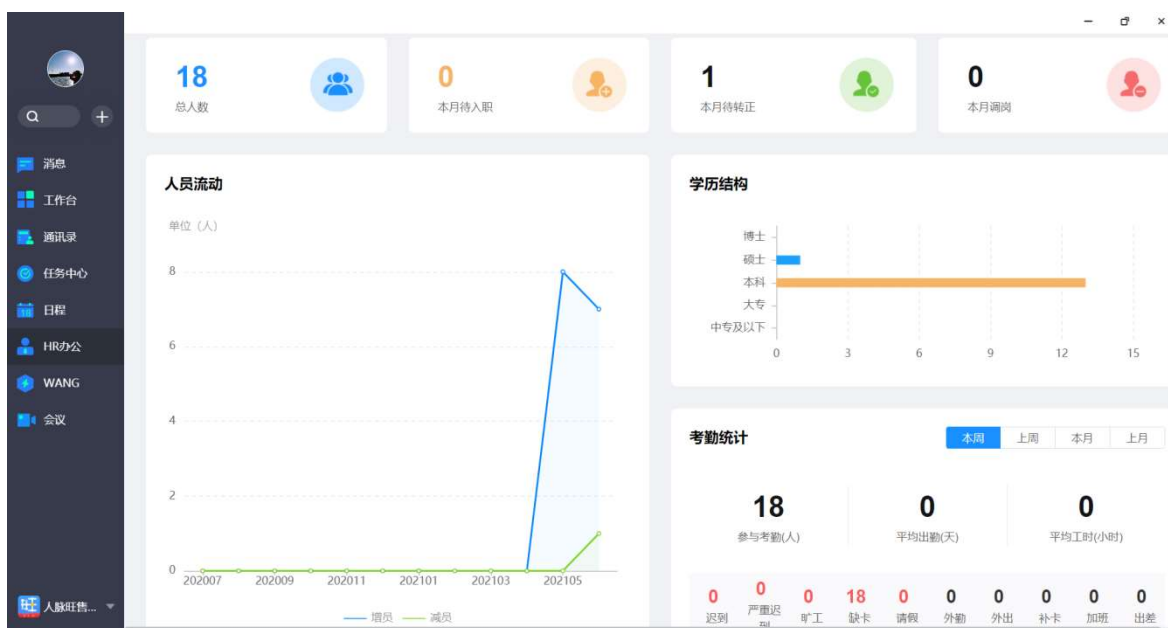 18
总人数
0
本月待入职
1
本月待转正
0
本月调岗
消息
工作台
通讯录
任务中心
日程
HR办公
WANG
会议
旺
人脉旺售...
人员流动
单位（人）
8
6
4
2
0
202007 202009 202011 202101 202103 202105
增员 减员
学历结构
博士
硕士
本科
大专
中专及以下
0 3 6 9 12 15
考勤统计
本周 上周 本月 上月
18 0 0
参与考勤(人) 平均出勤(天) 平均工时(小时)
0 0 0 18 0 0 0 0 0 0
迟到 严重迟到 旷工 缺卡 请假 外勤 外出 补卡 加班 出差